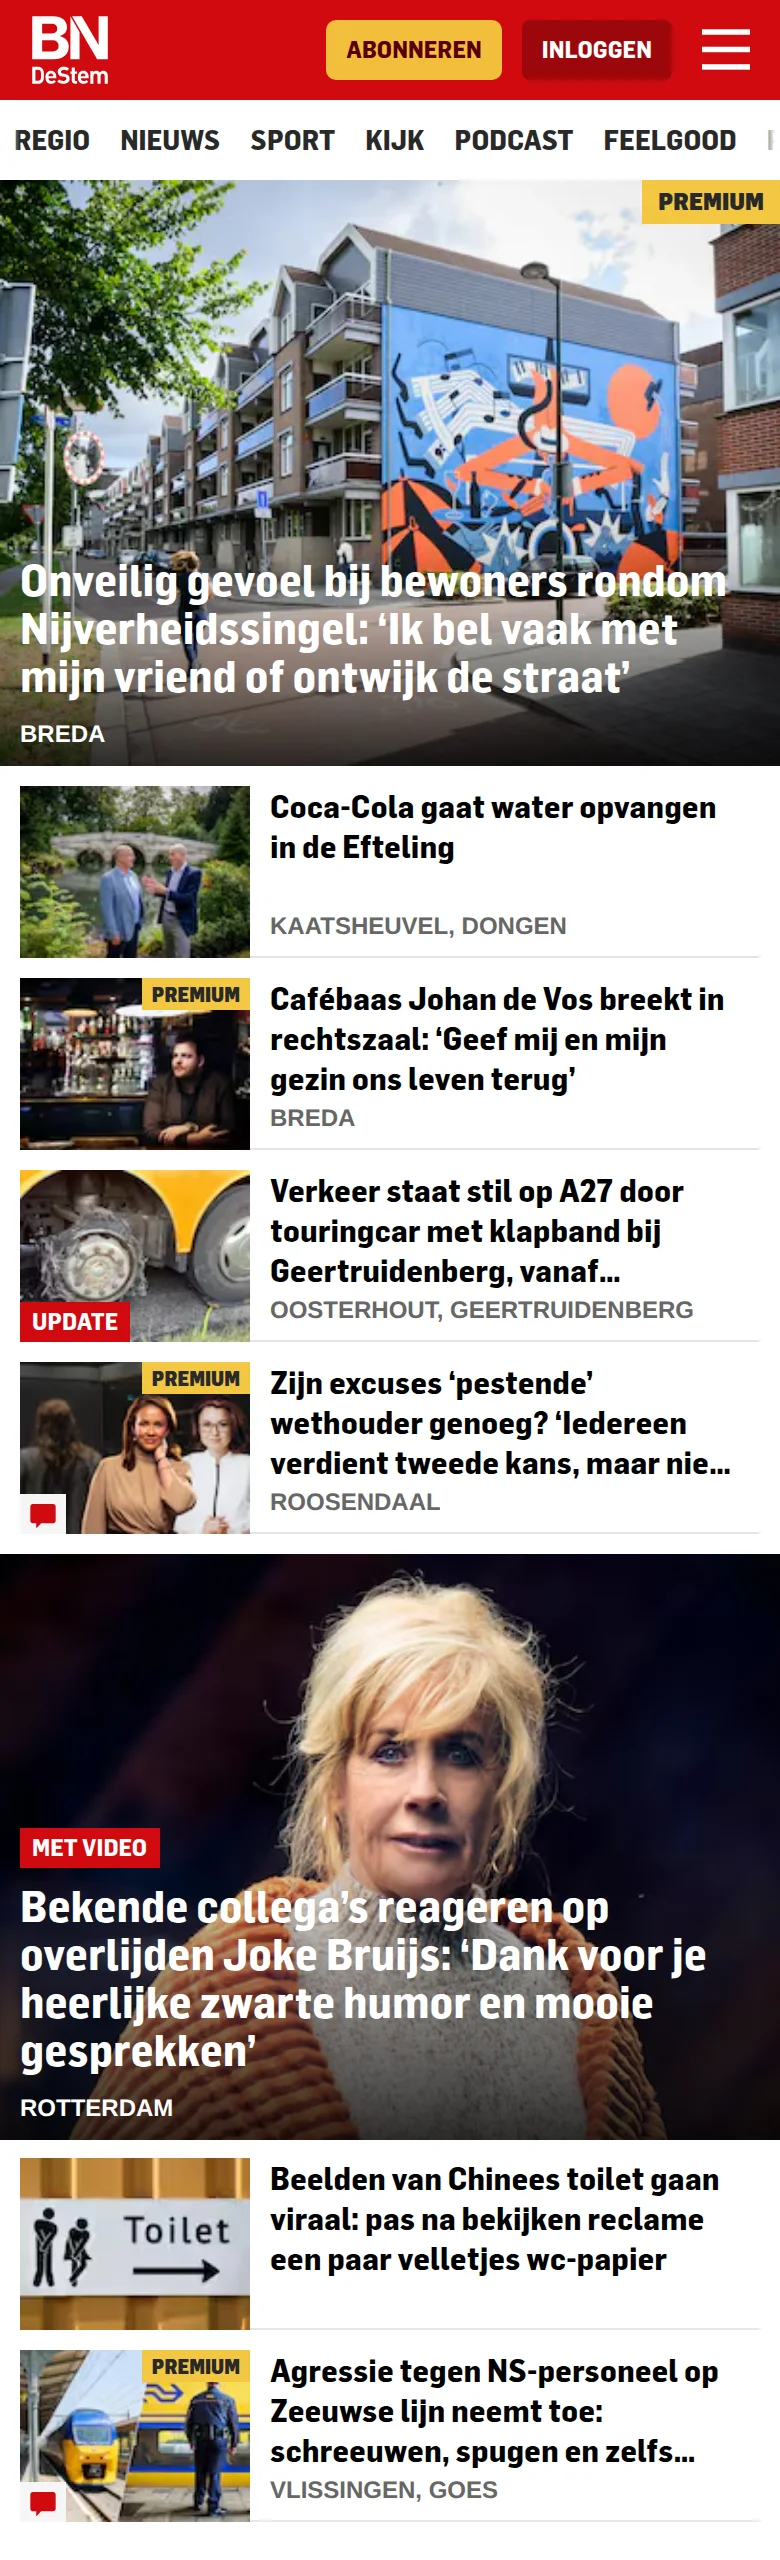 BN
DeStem
ABONNEREN
INLOGGEN
REGIO NIEUWS SPORT KIJK PODCAST FEELGOOD
PREMIUM
Onveilig gevoel bij bewoners rondom
Nijverheidssingel: ‘Ik bel vaak met
mijn vriend of ontwijk de straat’
BREDA
Coca-Cola gaat water opvangen
in de Efteling
KAATSHEUVEL, DONGEN
PREMIUM
Cafébaas Johan de Vos breekt in
rechtszaal: ‘Geef mij en mijn
gezin ons leven terug’
BREDA
UPDATE
Verkeer staat stil op A27 door
touringcar met klapband bij
Geertruidenberg, vanaf...
OOSTERHOUT, GEERTRUIDENBERG
PREMIUM
Zijn excuses ‘pestende’
wethouder genoeg? ‘Iedereen
verdient tweede kans, maar nie...
ROOSENDAAL
MET VIDEO
Bekende collega’s reageren op
overlijden Joke Bruijs: ‘Dank voor je
heerlijke zwarte humor en mooie
gesprekken’
ROTTERDAM
Toilet
Beelden van Chinees toilet gaan
viraal: pas na bekijken reclame
een paar velletjes wc-papier
PREMIUM
Agressie tegen NS-personeel op
Zeeuwse lijn neemt toe:
schreeuwen, spugen en zelfs...
VLISSINGEN, GOES